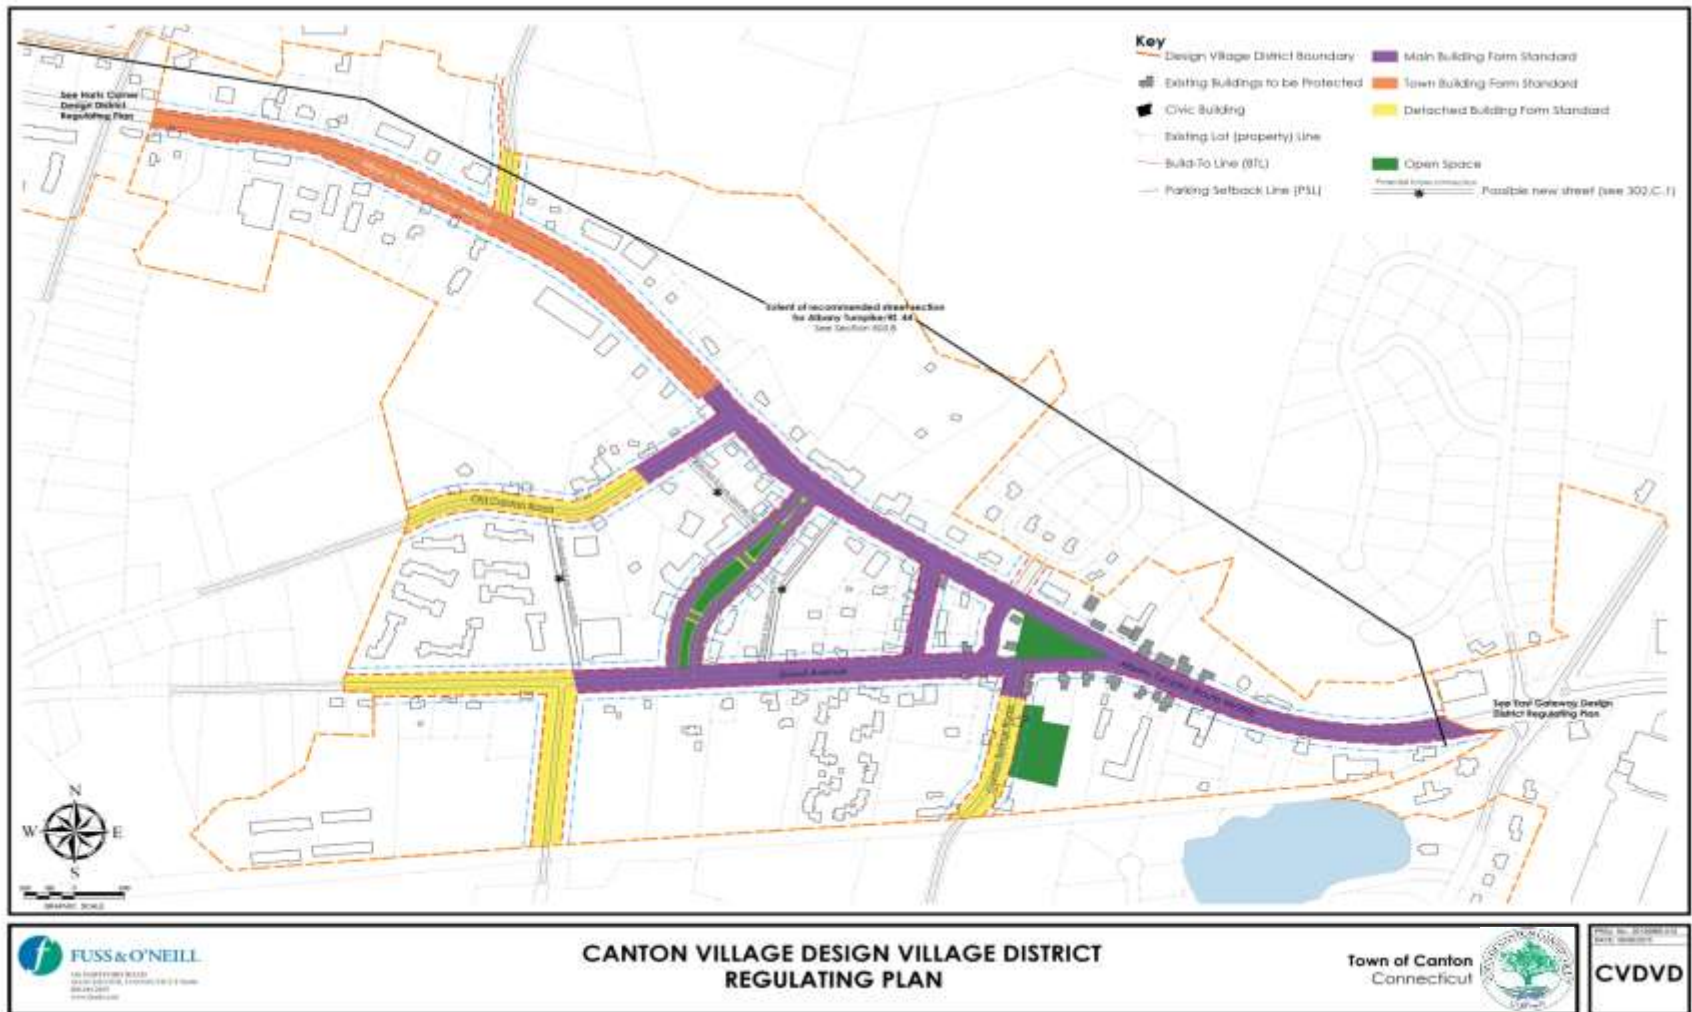 Key
Design Village District Boundary
Existing Buildings to be Protected
Civic Building
Existing Lot (property) Line
Build-To Line (BTL)
Parking Setback Line (PSL)
Main Building Form Standard
Town Building Form Standard
Detached Building Form Standard
Open Space
Possible new street (see 302.C.1)
See Harts Corner
Design District
Regulating Plan
Extent of recommended street section
for Albany Turnpike/Rt. 44
See Section
Old Canton Road
See East Gateway Design
District Regulating Plan
N
W
E
S
GRAPHIC SCALE
FUSS & O'NEILL
CANTON VILLAGE DESIGN VILLAGE DISTRICT
REGULATING PLAN
Town of Canton
Connecticut
CVDVD